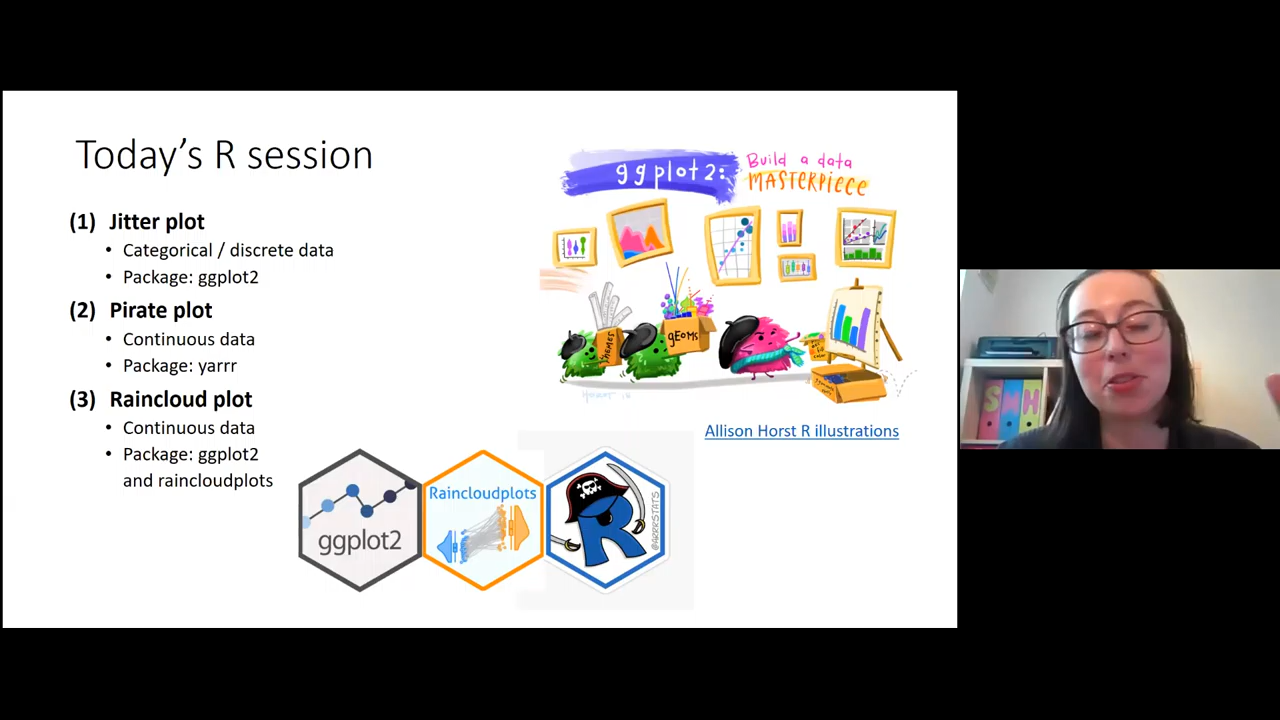 Today's R session
(1) Jitter plot
• Categorical / discrete data
• Package: ggplot2
(2) Pirate plot
• Continuous data
• Package: yarrr
(3) Raincloud plot
• Continuous data
• Package: ggplot2
and raincloudplots
ggplot2:
Build a data
MASTERPIECE
THEMES
gEOMS
Allison Horst R illustrations
ggplot2
Raincloudplots
R
@ARRRSTATS
S M H